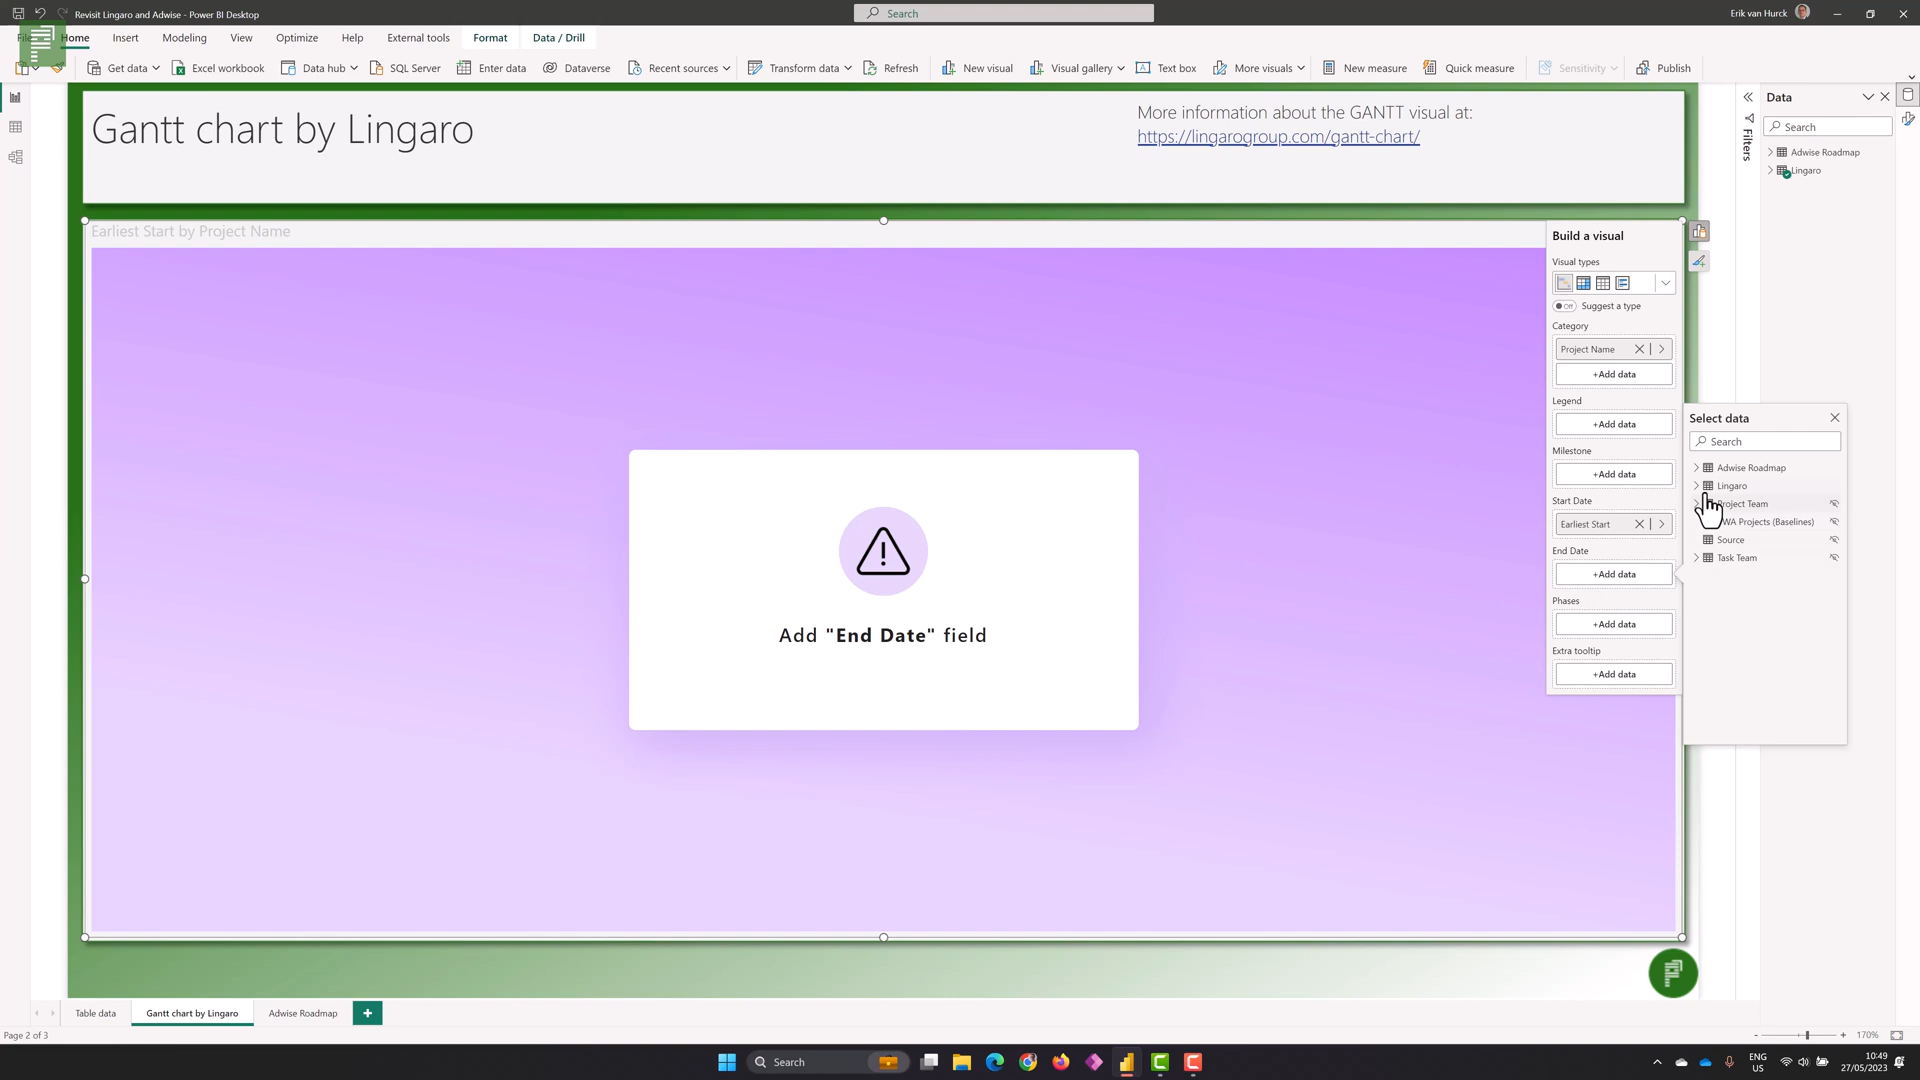 Revisit Lingaro and Adwise - Power BI Desktop
Search
Erik van Hurck
Home Insert Modeling View Optimize Help External tools Format Data / Drill
Get data Excel workbook Data hub SQL Server Enter data Dataverse Recent sources Transform data Refresh New visual Visual gallery Text box More visuals New measure Quick measure Sensitivity Publish
Gantt chart by Lingaro
More information about the GANTT visual at:
https://lingarogroup.com/gantt-chart/
Filters
Data
Search
Adwise Roadmap
Lingaro
Earliest Start by Project Name
Add "End Date" field
Build a visual
Visual types
Off Suggest a type
Category
Project Name
+Add data
Legend
+Add data
Milestone
+Add data
Start Date
Earliest Start
End Date
+Add data
Phases
+Add data
Extra tooltip
+Add data
Select data
Search
Adwise Roadmap
Lingaro
Project Team
WA Projects (Baselines)
Source
Task Team
Table data Gantt chart by Lingaro Adwise Roadmap +
Page 2 of 3
- + 170%
Search
ENG
US
10:49
27/05/2023